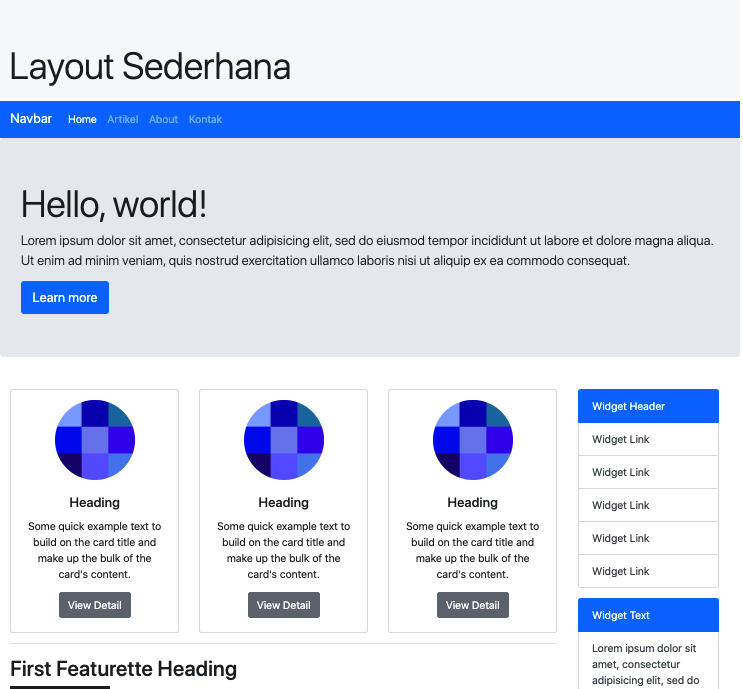 Layout Sederhana
Navbar Home Artikel About Kontak
Hello, world!
Lorem ipsum dolor sit amet, consectetur adipisicing elit, sed do eiusmod tempor incididunt ut labore et dolore magna aliqua.
Ut enim ad minim veniam, quis nostrud exercitation ullamco laboris nisi ut aliquip ex ea commodo consequat.
Learn more
Heading
Some quick example text to
build on the card title and
make up the bulk of the
card's content.
View Detail
Heading
Some quick example text to
build on the card title and
make up the bulk of the
card's content.
View Detail
Heading
Some quick example text to
build on the card title and
make up the bulk of the
card's content.
View Detail
First Featurette Heading
Widget Header
Widget Link
Widget Link
Widget Link
Widget Link
Widget Link
Widget Text
Lorem ipsum dolor sit
amet, consectetur
adipisicing elit, sed do